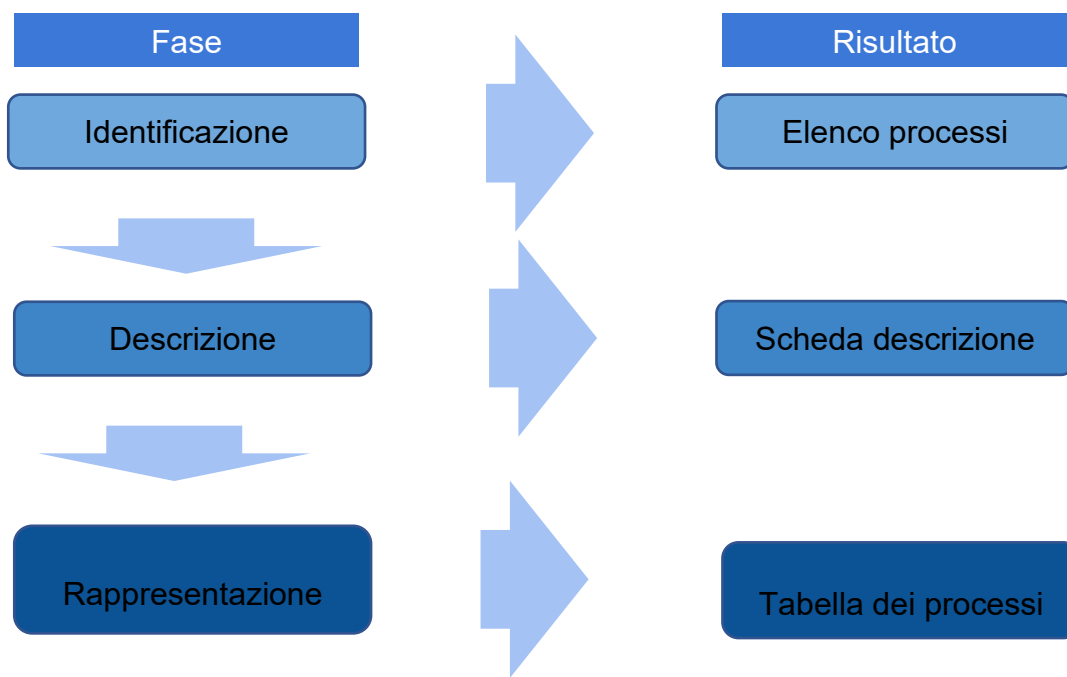 Fase
Risultato
Identificazione
Elenco processi
Descrizione
Scheda descrizione
Rappresentazione
Tabella dei processi